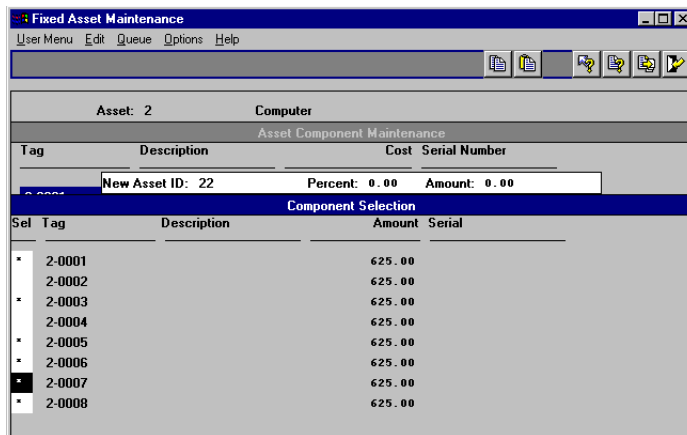 Fixed Asset Maintenance
User Menu Edit Queue Options Help
Asset: 2 Computer
Asset Component Maintenance
Tag Description Cost Serial Number
New Asset ID: 22 Percent: 0.00 Amount: 0.00
Component Selection
Sel Tag Description Amount Serial
* 2-0001 625.00
2-0002 625.00
* 2-0003 625.00
2-0004 625.00
* 2-0005 625.00
* 2-0006 625.00
* 2-0007 625.00
* 2-0008 625.00